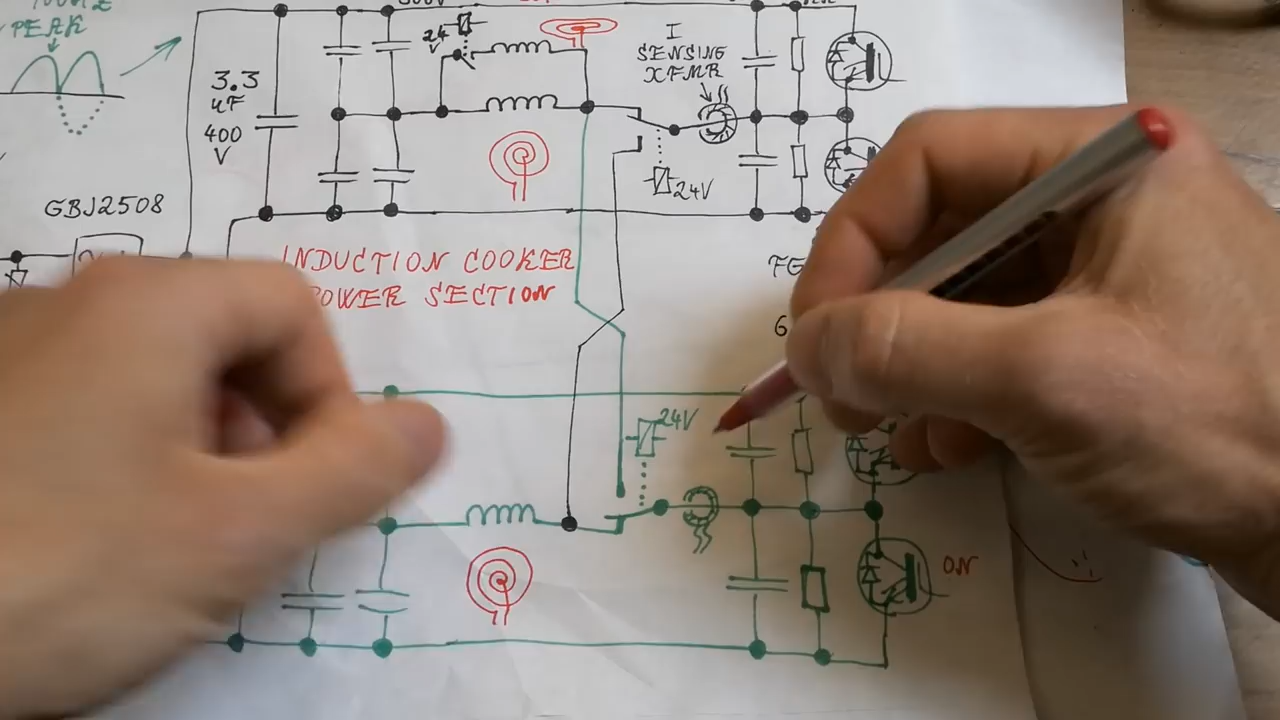 PEAK
24
V
I
SENSING
XFMR
3.3
uF
400
V
24V
GBJ2508
INDUCTION COOKER
POWER SECTION
24V
ON